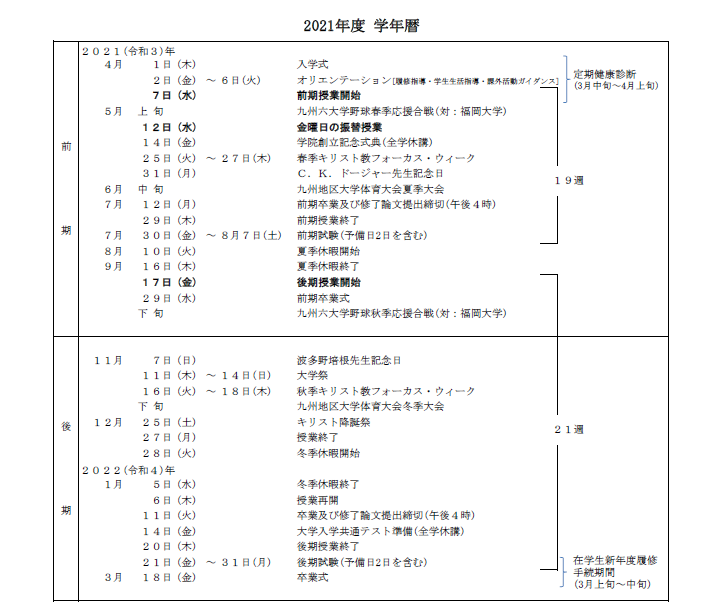 2021年度 学年暦
2021(令和3)年
4月 1日(木) 入学式
2日(金) ～ 6日(火) オリエンテーション[履修指導・学生生活指導・課外活動ガイダンス]
定期健康診断
(3月中旬～4月上旬)
7日(水) 前期授業開始
5月 上旬 九州六大学野球春季応援合戦(対：福岡大学)
12日(水) 金曜日の振替授業
14日(金) 学院創立記念式典(全学休講)
前
25日(火) ～ 27日(木) 春季キリスト教フォーカス・ウィーク
31日(月) C．K．ドージャー先生記念日
19週
6月 中旬 九州地区大学体育大会夏季大会
7月 12日(月) 前期卒業及び修了論文提出締切(午後4時)
29日(木) 前期授業終了
期
7月 30日(金) ～ 8月7日(土) 前期試験(予備日2日を含む)
8月 10日(火) 夏季休暇開始
9月 16日(木) 夏季休暇終了
17日(金) 後期授業開始
29日(水) 前期卒業式
下旬 九州六大学野球秋季応援合戦(対：福岡大学)
11月 7日(日) 波多野培根先生記念日
11日(木) ～ 14日(日) 大学祭
16日(火) ～ 18日(木) 秋季キリスト教フォーカス・ウィーク
下旬 九州地区大学体育大会冬季大会
後
12月 25日(土) キリスト降誕祭
21週
27日(月) 授業終了
28日(火) 冬季休暇開始
2022(令和4)年
1月 5日(水) 冬季休暇終了
6日(木) 授業再開
期
11日(火) 卒業及び修了論文提出締切(午後4時)
14日(金) 大学入学共通テスト準備(全学休講)
20日(木) 後期授業終了
21日(金) ～ 31日(月) 後期試験(予備日2日を含む)
3月 18日(金) 卒業式
在学生新年度履修
手続期間
(3月上旬～中旬)